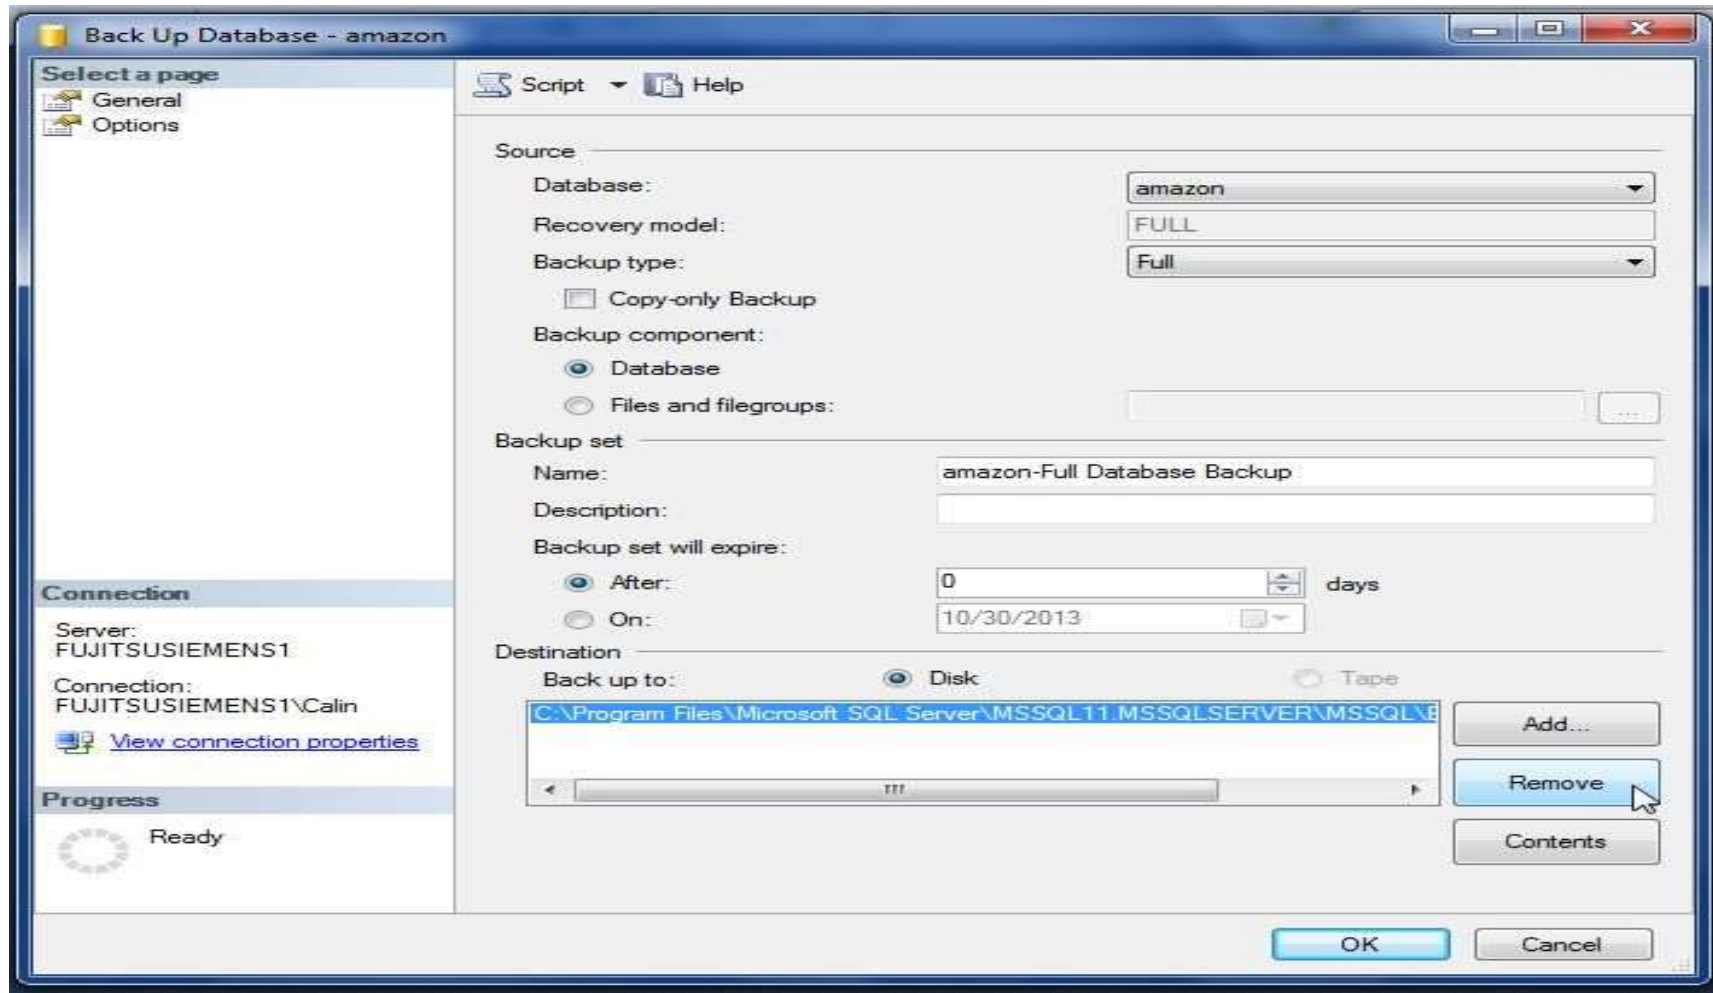 Back Up Database - amazon
Select a page
General
Options
Script Help
Source
Database: amazon
Recovery model: FULL
Backup type: Full
Copy-only Backup
Backup component:
Database
Files and filegroups: ...
Backup set
Name: amazon-Full Database Backup
Description:
Backup set will expire:
After: 0 days
On: 10/30/2013
Destination
Back up to: Disk Tape
C:\Program Files\Microsoft SQL Server\MSSQL11.MSSQLSERVER\MSSQL\B
Add...
Remove
Contents
Connection
Server:
FUJITSUSIEMENS1
Connection:
FUJITSUSIEMENS1\Calin
View connection properties
Progress
Ready
OK Cancel